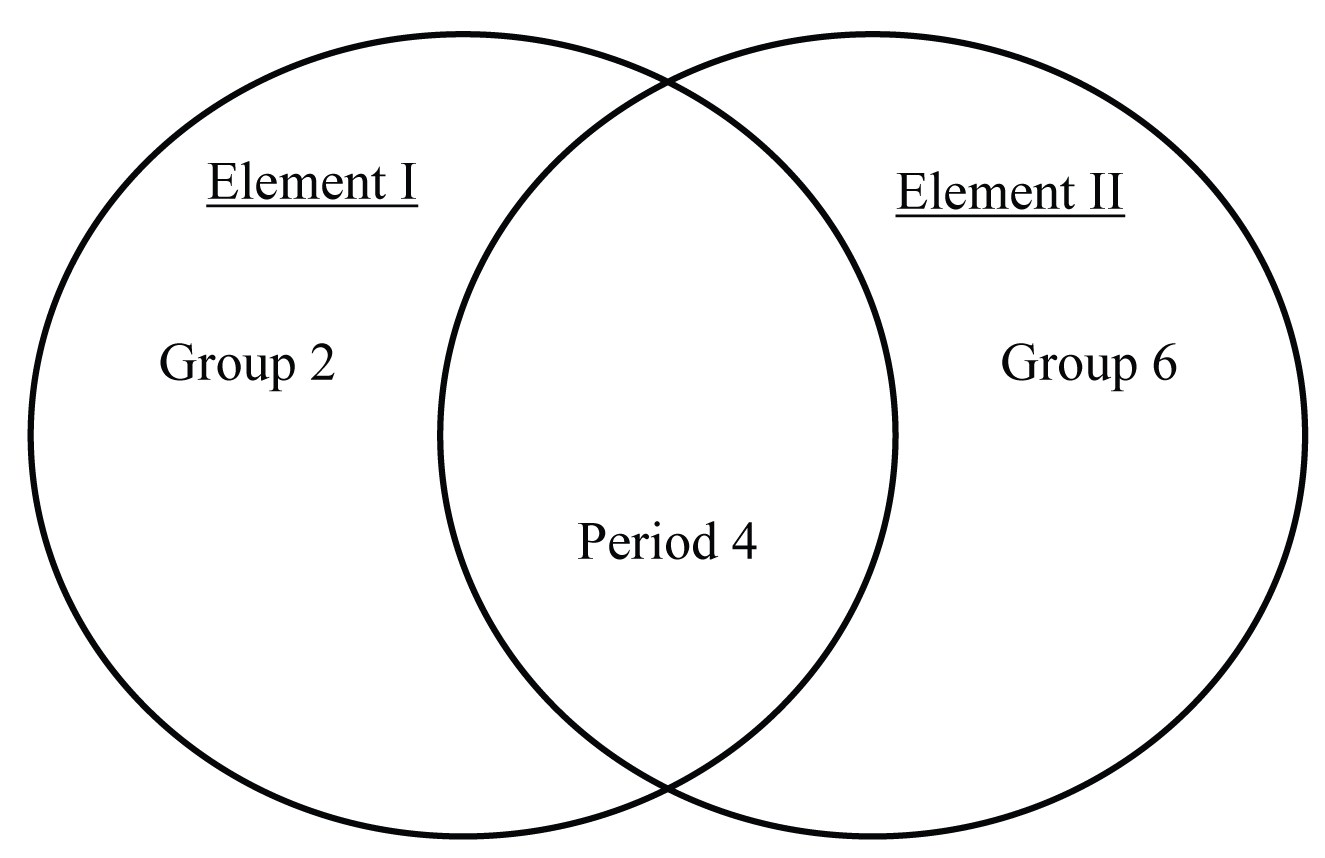 Element I
Element II
Group 2
Group 6
Period 4